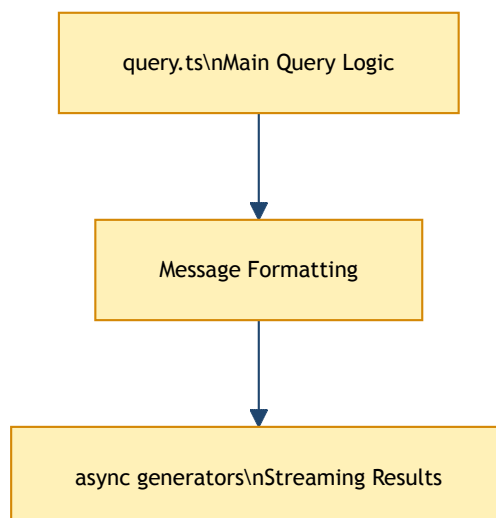 query.ts\nMain Query Logic
Message Formatting
async generators\nStreaming Results